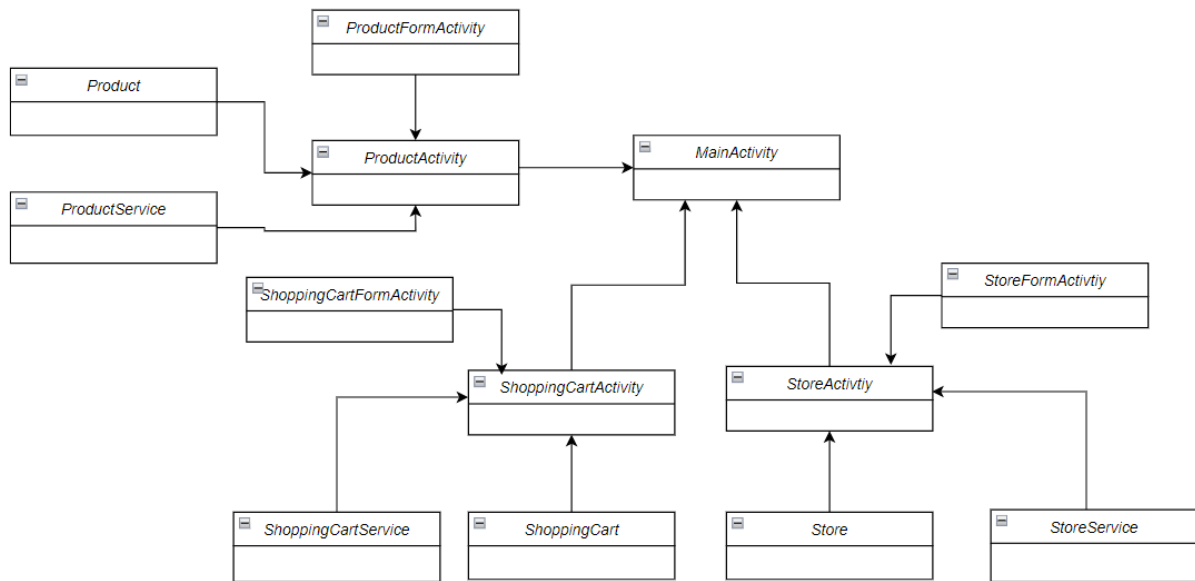 ProductFormActivity
Product
ProductActivity
MainActivity
ProductService
ShoppingCartFormActivity
StoreFormActivtiy
ShoppingCartActivity
StoreActivtiy
ShoppingCartService
ShoppingCart
Store
StoreService